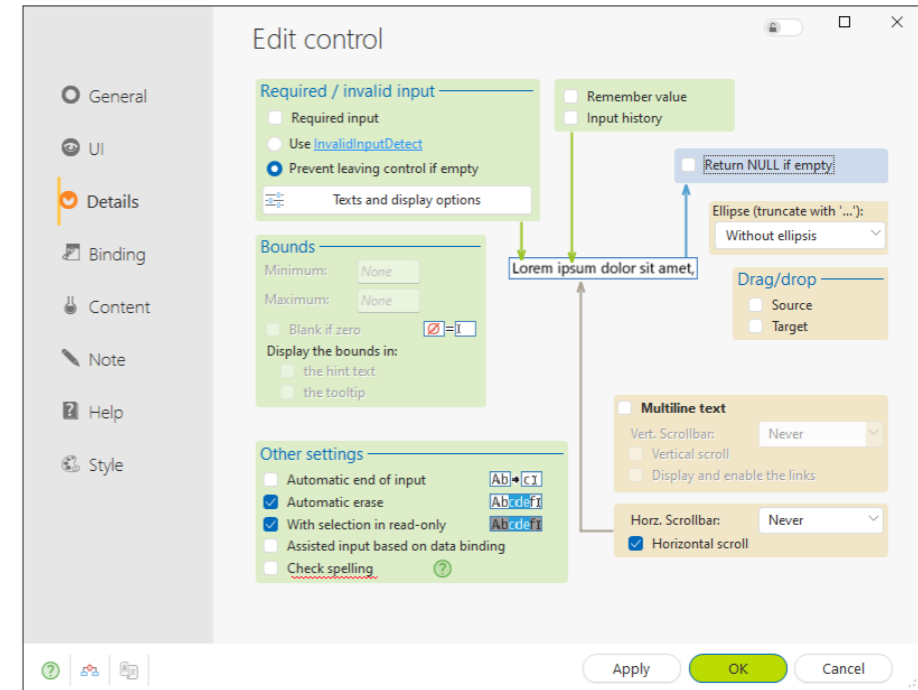 Edit control
General
UI
Details
Binding
Content
Note
Help
Style
Required / invalid input
Required input
Use InvalidInputDetect
Prevent leaving control if empty
Texts and display options
Remember value
Input history
Return NULL if empty
Ellipse (truncate with '...'):
Without ellipsis
Bounds
Minimum: None
Maximum: None
Blank if zero
Display the bounds in:
the hint text
the tooltip
Lorem ipsum dolor sit amet,
Drag/drop
Source
Target
Multiline text
Vert. Scrollbar: Never
Vertical scroll
Display and enable the links
Horz. Scrollbar: Never
Horizontal scroll
Other settings
Automatic end of input Ab cI
Automatic erase Abcdef
With selection in read-only Abcdef
Assisted input based on data binding
Check spelling
Apply OK Cancel